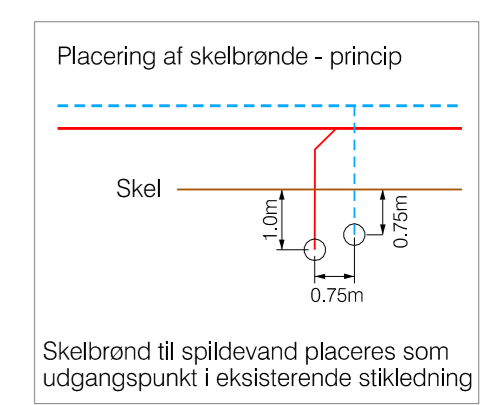 Placering af skelbrønde - princip
Skel
1.0m
0.75m
0.75m
Skelbrønd til spildevand placeres som
udgangspunkt i eksisterende stikledning